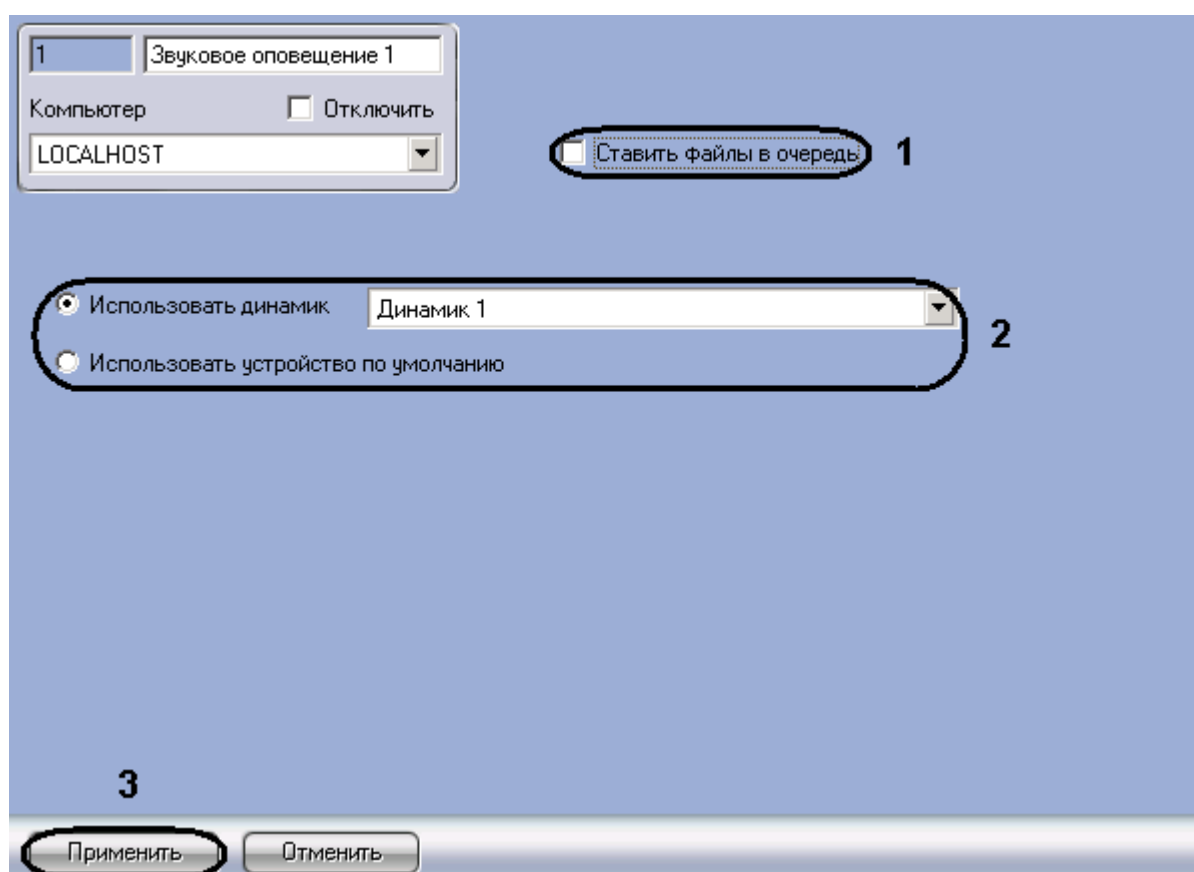 1 Звуковое оповещение 1
Компьютер Отключить
LOCALHOST
Ставить файлы в очередь 1
Использовать динамик Динамик 1
2
Использовать устройство по умолчанию
3
Применить Отменить